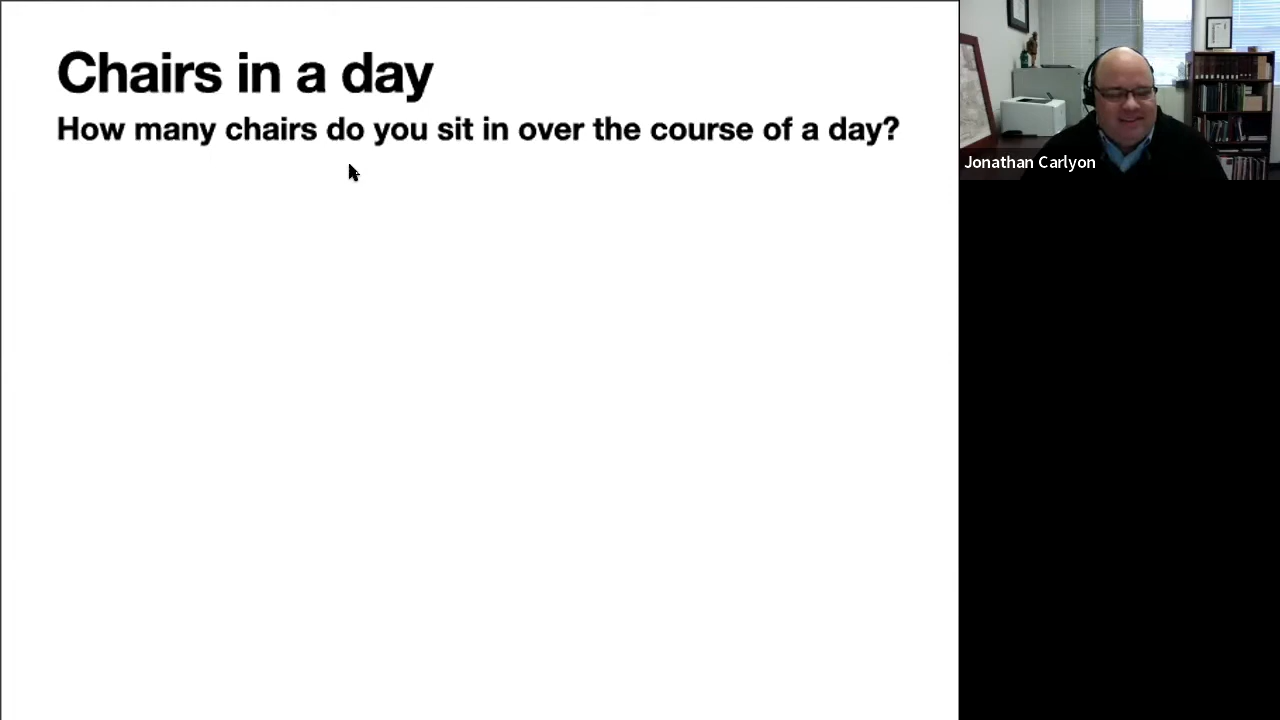 Chairs in a day
How many chairs do you sit in over the course of a day?
Jonathan Carlyon